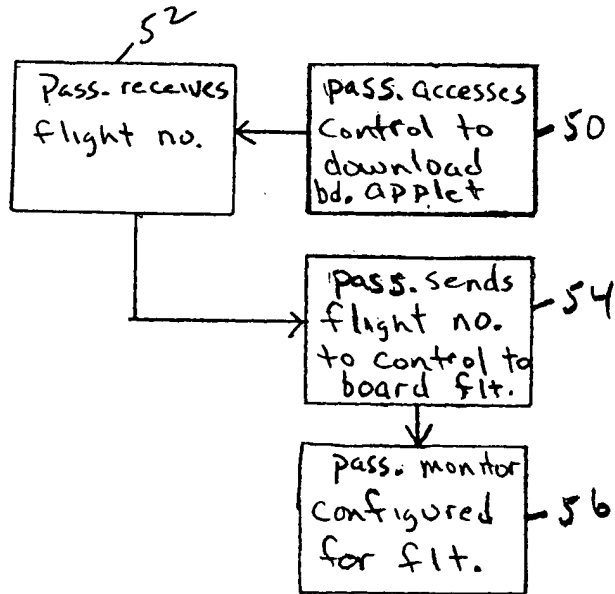 52
Pass. receives
flight no.
pass. accesses
control to
download
bd. applet
50
pass. sends
flight no.
to control to
board flt.
54
pass. monitor
configured
for flt.
56